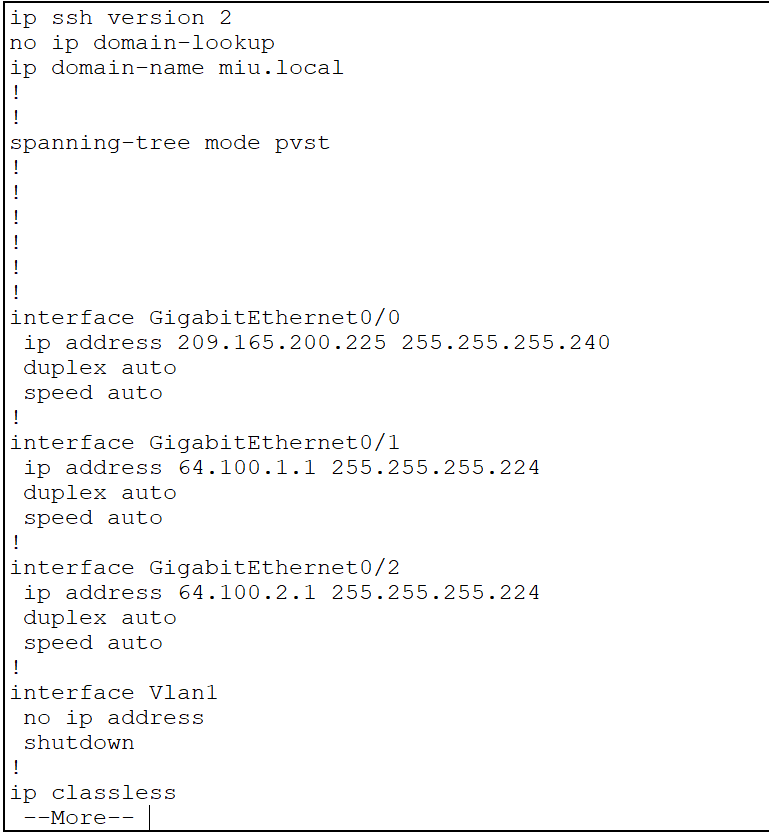 ip ssh version 2
no ip domain-lookup
ip domain-name miu.local
!
!
spanning-tree mode pvst
!
!
!
!
!
!
interface GigabitEthernet0/0
 ip address 209.165.200.225 255.255.255.240
 duplex auto
 speed auto
!
interface GigabitEthernet0/1
 ip address 64.100.1.1 255.255.255.224
 duplex auto
 speed auto
!
interface GigabitEthernet0/2
 ip address 64.100.2.1 255.255.255.224
 duplex auto
 speed auto
!
interface Vlan1
 no ip address
 shutdown
!
ip classless
 --More--